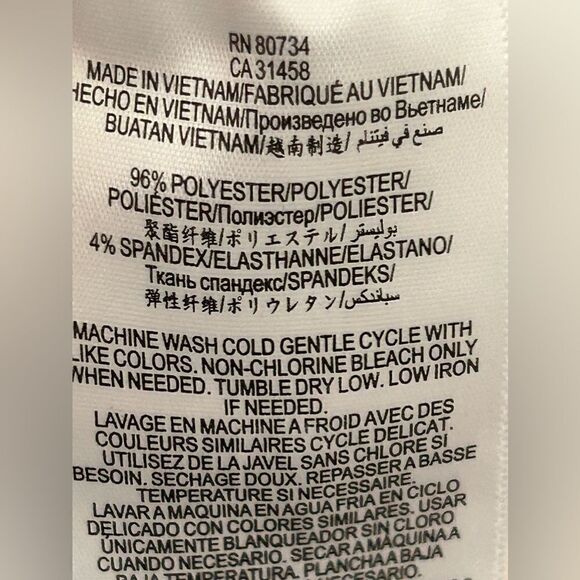 RN 80734
CA 31458
MADE IN VIETNAM/FABRIQUÉ AU VIETNAM/
HECHO EN VIETNAM/Произведено во Вьетнаме/
BUATAN VIETNAM/越南制造/صنع في فيتنام
96% POLYESTER/POLYESTER/
POLIÉSTER/Полиэстер/POLIESTER/
聚酯纤维/ポリエステル/بوليستر
4% SPANDEX/ELASTHANNE/ELASTANO/
Ткань спандекс/SPANDEKS/
弹性纤维/ポリウレタン/سباندكس
MACHINE WASH COLD GENTLE CYCLE WITH
LIKE COLORS. NON-CHLORINE BLEACH ONLY
WHEN NEEDED. TUMBLE DRY LOW. LOW IRON
IF NEEDED.
LAVAGE EN MACHINE A FROID AVEC DES
COULEURS SIMILAIRES CYCLE DELICAT.
UTILISEZ DE LA JAVEL SANS CHLORE SI
BESOIN. SECHAGE DOUX. REPASSER A BASSE
TEMPERATURE SI NECESSAIRE.
LAVAR A MAQUINA EN AGUA FRIA EN CICLO
DELICADO CON COLORES SIMILARES. USAR
ÚNICAMENTE BLANQUEADOR SIN CLORO
CUANDO NECESARIO. SECAR A MÁQUINA A
BAJA TEMPERATURA. PLANCHA A BAJA